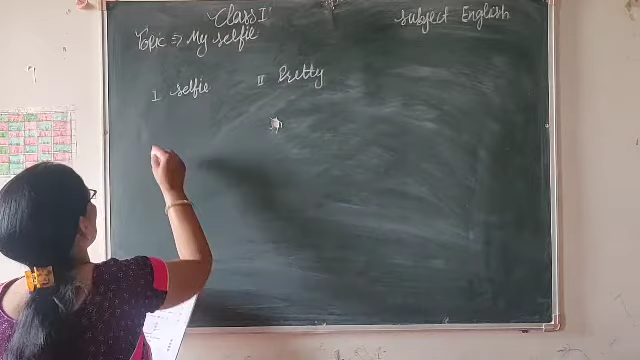 'Class I'
Subject English
Topic => My selfie
I selfie
II Pretty